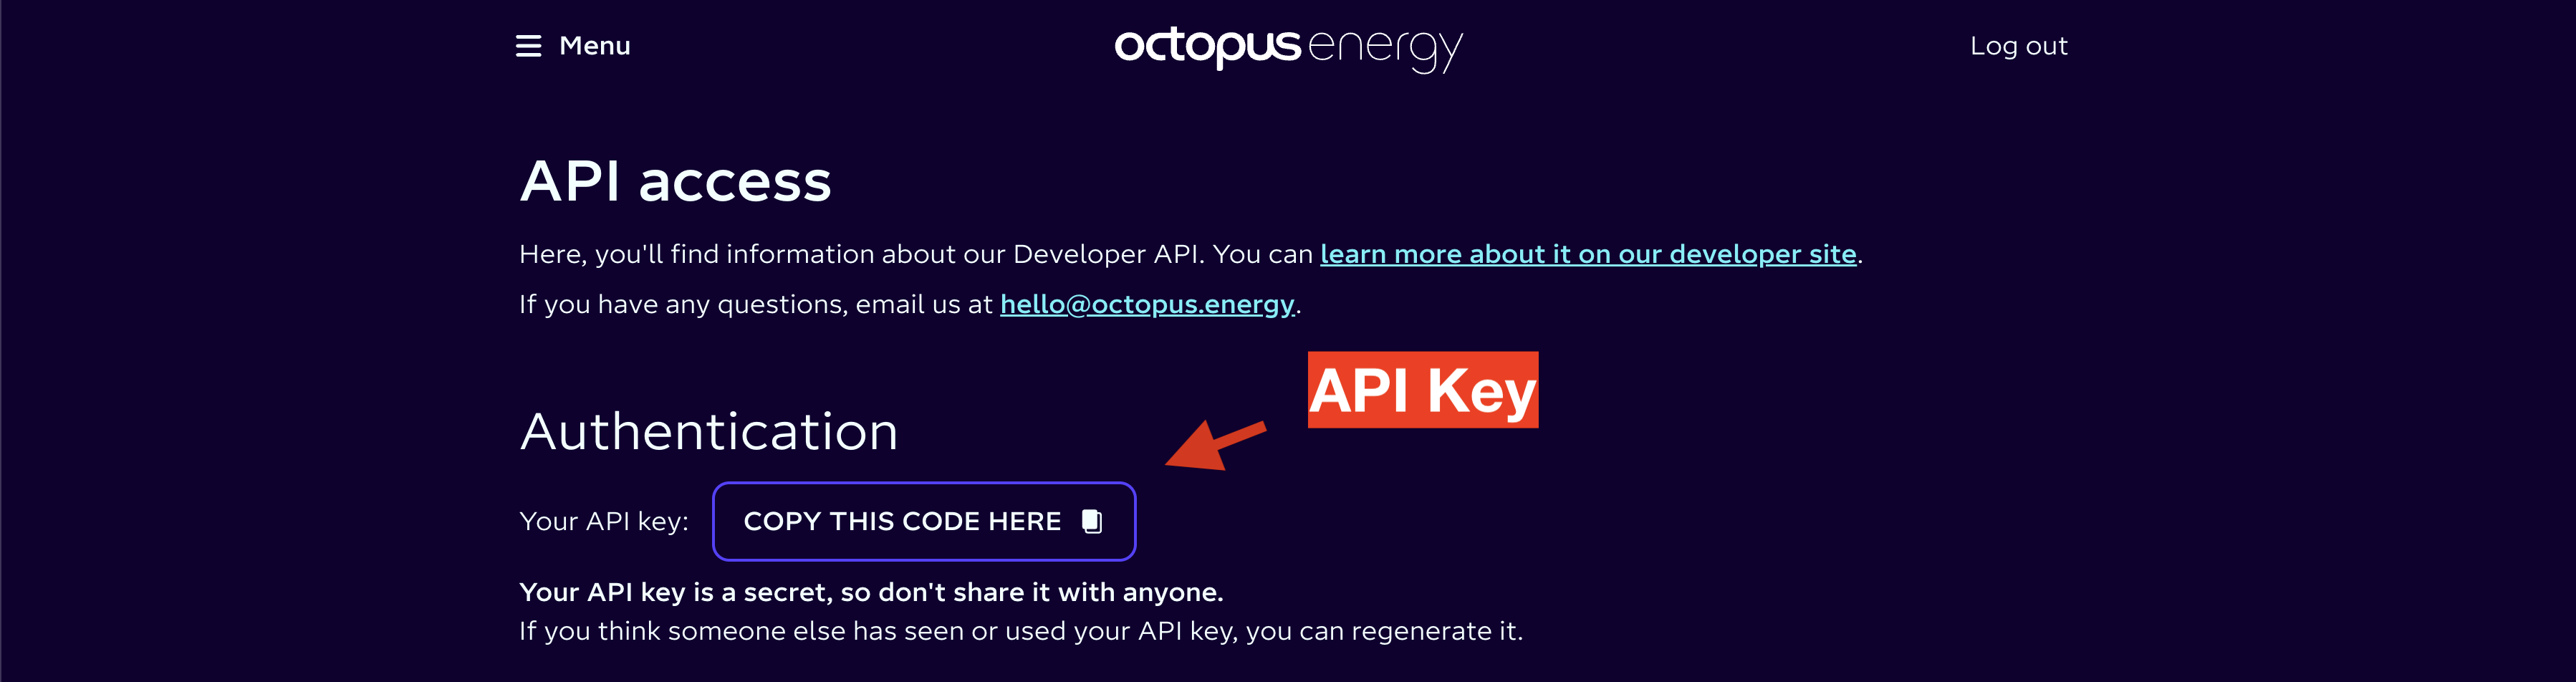 Menu
octopus energy
Log out
API access
Here, you'll find information about our Developer API. You can learn more about it on our developer site.
If you have any questions, email us at hello@octopus.energy.
API Key
Authentication
Your API key: COPY THIS CODE HERE
Your API key is a secret, so don't share it with anyone.
If you think someone else has seen or used your API key, you can regenerate it.